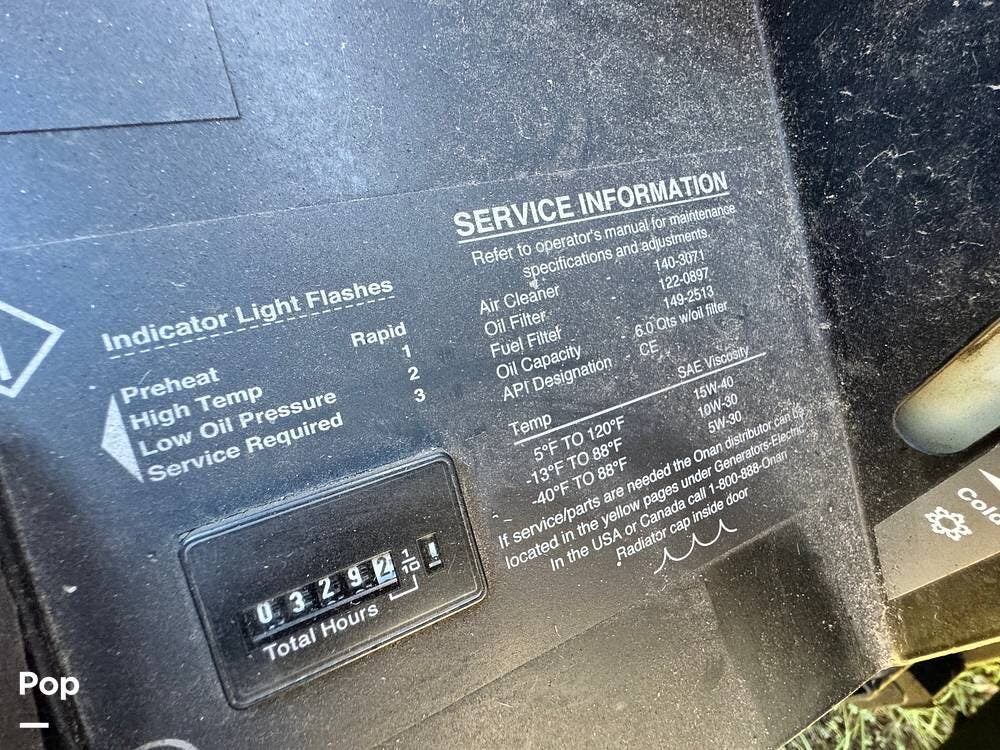 SERVICE INFORMATION
Refer to operator's manual for maintenance
specifications and adjustments.
Air Cleaner - 140-3071
Oil Filter - 122-0897
Fuel Filter - 149-2513
Oil Capacity - 6.0 Qts w/oil filter
API Designation - CE
Temp SAE Viscosity
5°F TO 120°F 15W-40
-13°F TO 88°F 10W-30
-40°F TO 88°F 5W-30
If service/parts are needed the Onan distributor can be
located in the yellow pages under Generators-Electric
In the USA or Canada call 1-800-888-Onan
Radiator cap inside door
Indicator Light Flashes
Preheat Rapid
High Temp 1
Low Oil Pressure 2
Service Required 3
03292 1/10
Total Hours
Pop